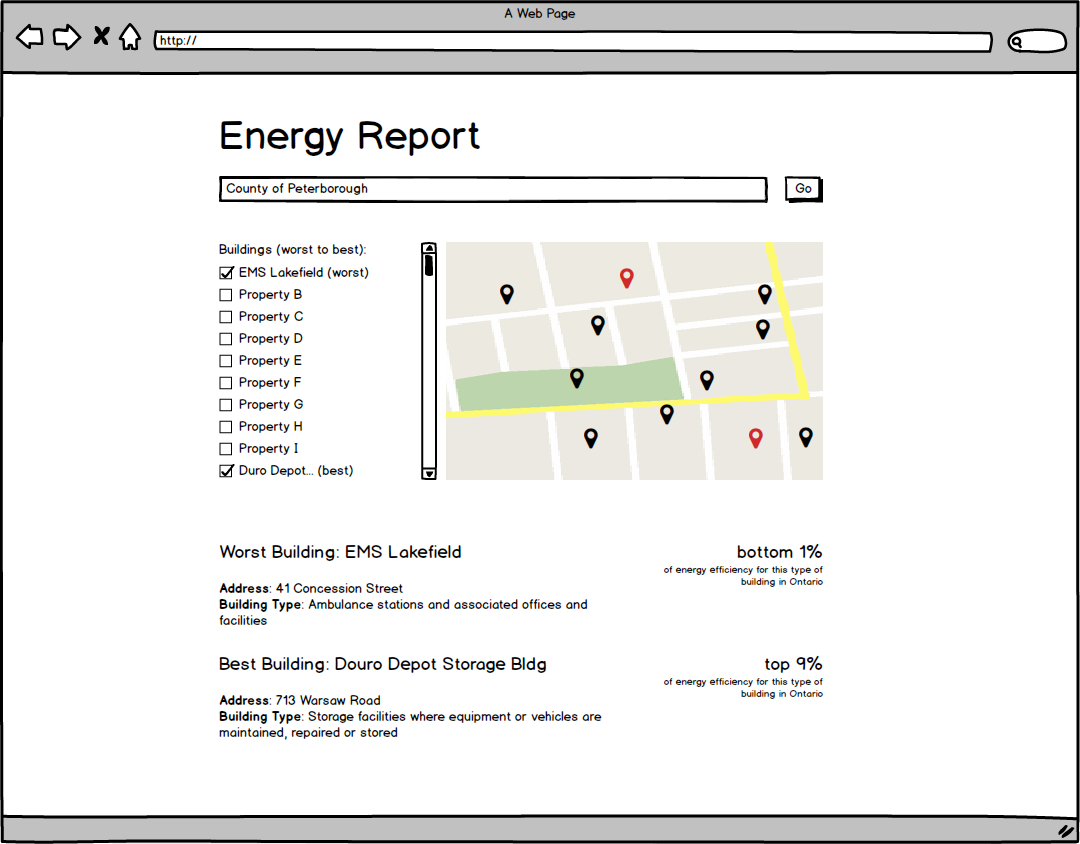 A Web Page
http://
Energy Report
County of Peterborough
Go
Buildings (worst to best):
EMS Lakefield (worst)
Property B
Property C
Property D
Property E
Property F
Property G
Property H
Property I
Duro Depot... (best)
Worst Building: EMS Lakefield
bottom 1%
of energy efficiency for this type of
building in Ontario
Address: 41 Concession Street
Building Type: Ambulance stations and associated offices and
facilities
Best Building: Douro Depot Storage Bldg
top 9%
of energy efficiency for this type of
building in Ontario
Address: 713 Warsaw Road
Building Type: Storage facilities where equipment or vehicles are
maintained, repaired or stored